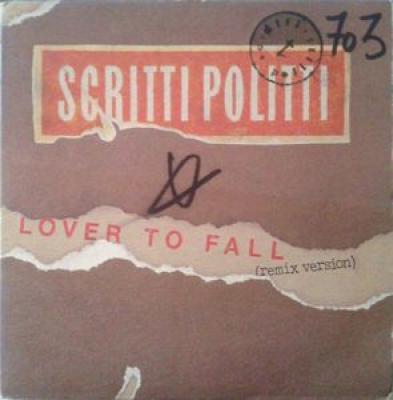 703
SCRITTI POLITTI
LOVER TO FALL
(remix version)